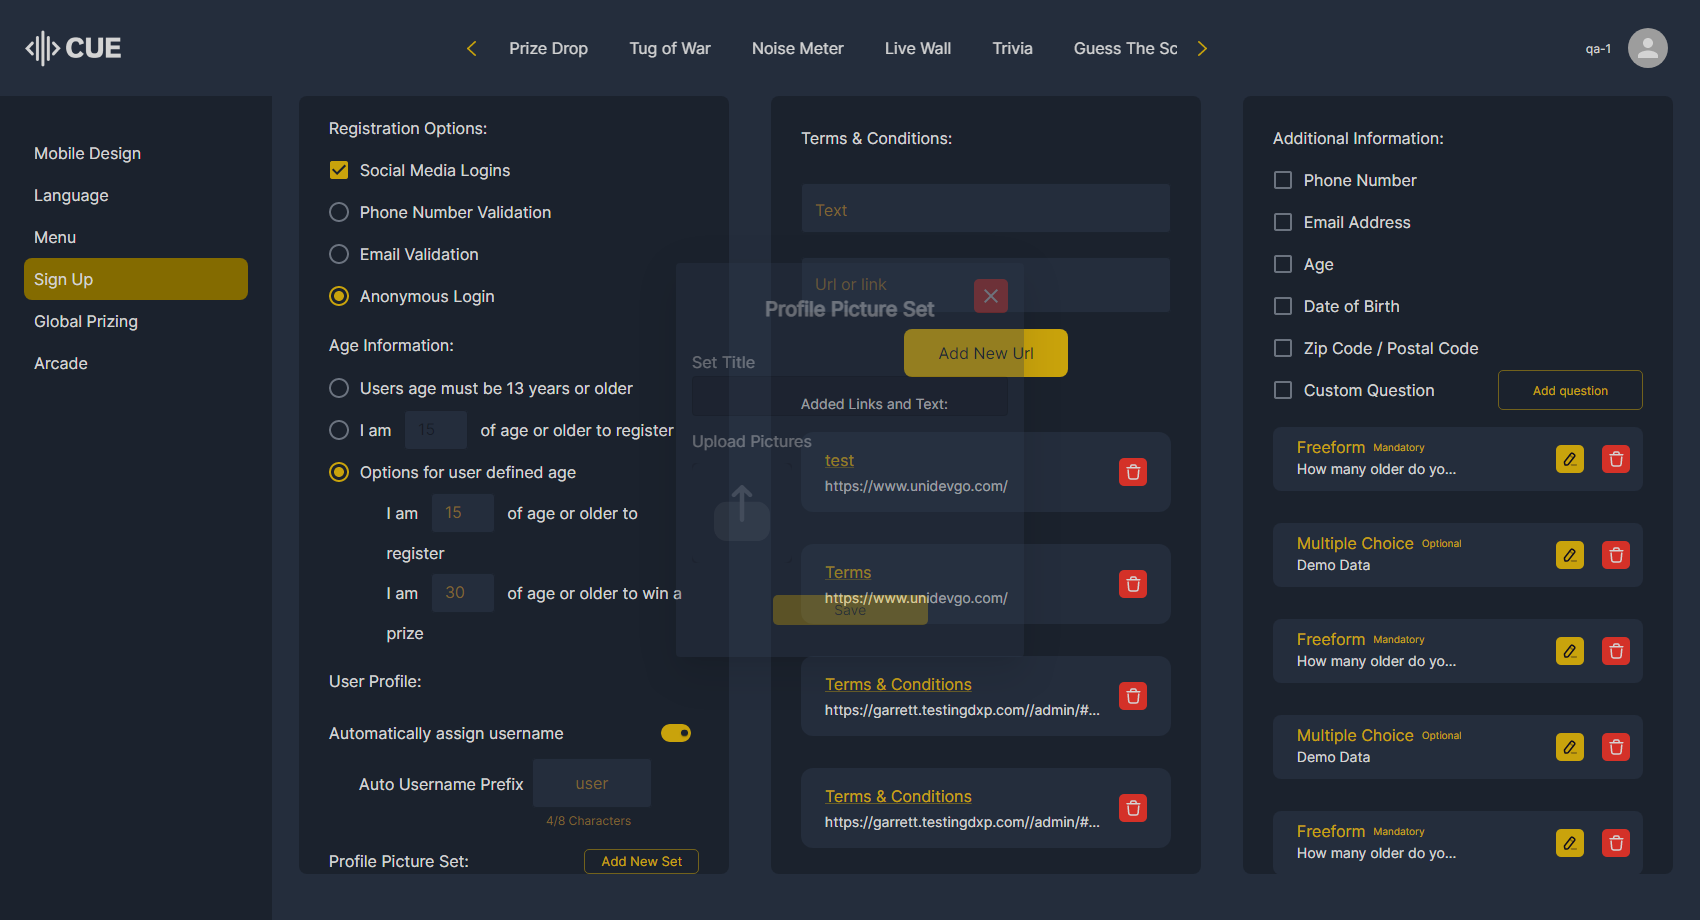 CUE
Prize Drop
Tug of War
Noise Meter
Live Wall
Trivia
Guess The Sc
qa-1
Mobile Design
Language
Menu
Sign Up
Global Prizing
Arcade
Registration Options:
Social Media Logins
Phone Number Validation
Email Validation
Anonymous Login
Age Information:
Users age must be 13 years or older
I am 15 of age or older to register
Options for user defined age
I am 15 of age or older to
register
I am 30 of age or older to win a
prize
User Profile:
Automatically assign username
Auto Username Prefix user
4/8 Characters
Profile Picture Set: Add New Set
Profile Picture Set
Set Title
Upload Pictures
Save
Terms & Conditions:
Text
Url or link
Add New Url
Added Links and Text:
test
https://www.unidevgo.com/
Terms
https://www.unidevgo.com/
Terms & Conditions
https://garrett.testingdxp.com//admin/#...
Terms & Conditions
https://garrett.testingdxp.com//admin/#...
Additional Information:
Phone Number
Email Address
Age
Date of Birth
Zip Code / Postal Code
Custom Question Add question
Freeform Mandatory
How many older do yo...
Multiple Choice Optional
Demo Data
Freeform Mandatory
How many older do yo...
Multiple Choice Optional
Demo Data
Freeform Mandatory
How many older do yo...